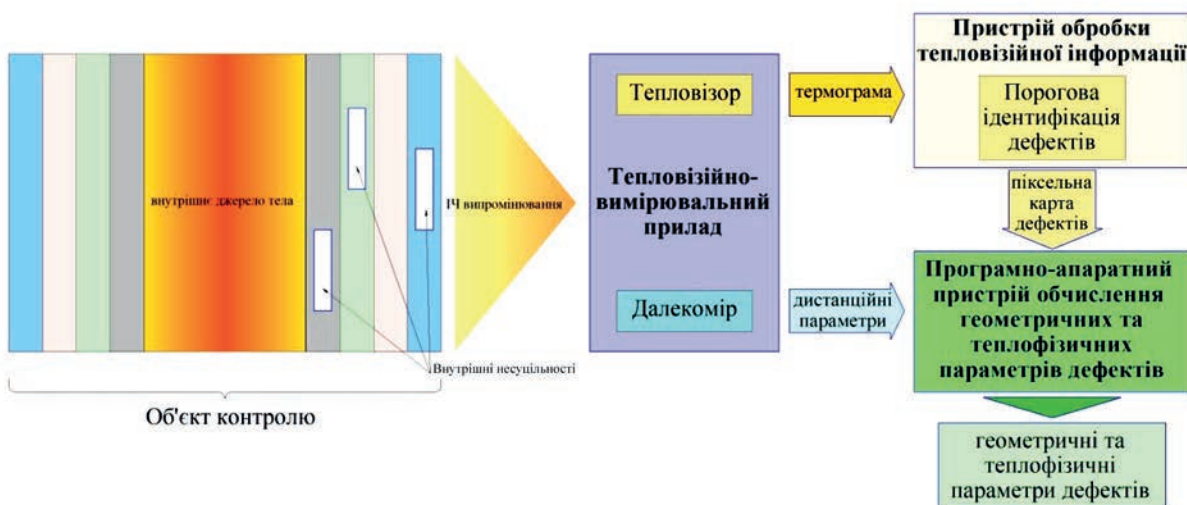 внутрішнє джерело тела
Внутрішні несуцільності
Об'єкт контролю
ІЧ випромінювання
Тепловізор
Тепловізійно-
вимірювальний
прилад
Далекомір
термограма
дистанційні
параметри
Пристрій обробки
тепловізійної інформації
Порогова
ідентифікація
дефектів
піксельна
карта
дефектів
Програмно-апаратний
пристрій обчислення
геометричних та
теплофізичних
параметрів дефектів
геометричні та
теплофізичні
параметри дефектів